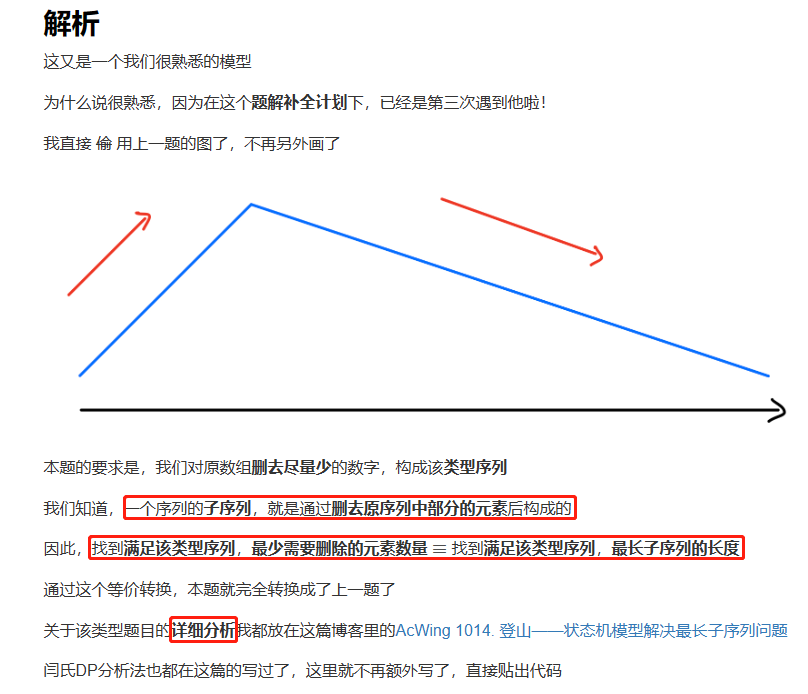 解析
这又是一个我们很熟悉的模型
为什么说很熟悉，因为在这个题解补全计划下，已经是第三次遇到他啦！
我直接 偷 用上一题的图了，不再另外画了
本题的要求是，我们对原数组删去尽量少的数字，构成该类型序列
我们知道，一个序列的子序列，就是通过删去原序列中部分的元素后构成的
因此，找到满足该类型序列，最少需要删除的元素数量 ≡ 找到满足该类型序列，最长子序列的长度
通过这个等价转换，本题就完全转换成了上一题了
关于该类型题目的详细分析我都放在这篇博客里的AcWing 1014. 登山——状态机模型解决最长子序列问题
闫氏DP分析法也都在这篇的写过了，这里就不再额外写了，直接贴出代码